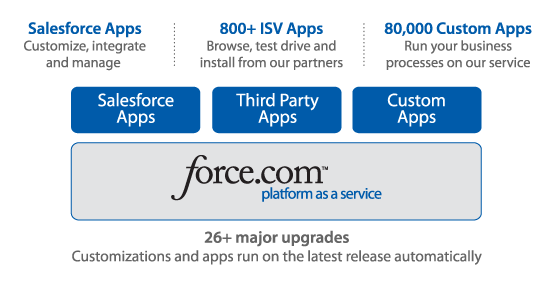 Salesforce Apps
Customize, integrate
and manage
800+ ISV Apps
Browse, test drive and
install from our partners
80,000 Custom Apps
Run your business
processes on our service
Salesforce
Apps
Third Party
Apps
Custom
Apps
force.com™
platform as a service
26+ major upgrades
Customizations and apps run on the latest release automatically